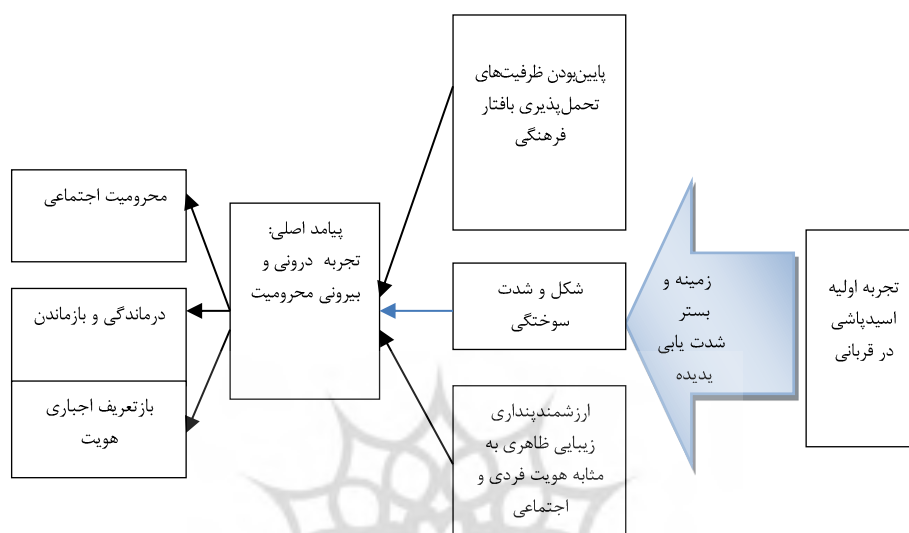 تجربه اولیه
اسیدپاشی
در قربانی
زمینه و
بستر
شدت یابی
پدیده
پایین‌بودن ظرفیت‌های
تحمل‌پذیری بافتار
فرهنگی
شکل و شدت
سوختگی
ارزشمندپنداری
زیبایی ظاهری به
مثابه هویت فردی و
اجتماعی
پیامد اصلی:
تجربه درونی و
بیرونی محرومیت
محرومیت اجتماعی
درماندگی و بازماندن
بازتعریف اجباری
هویت